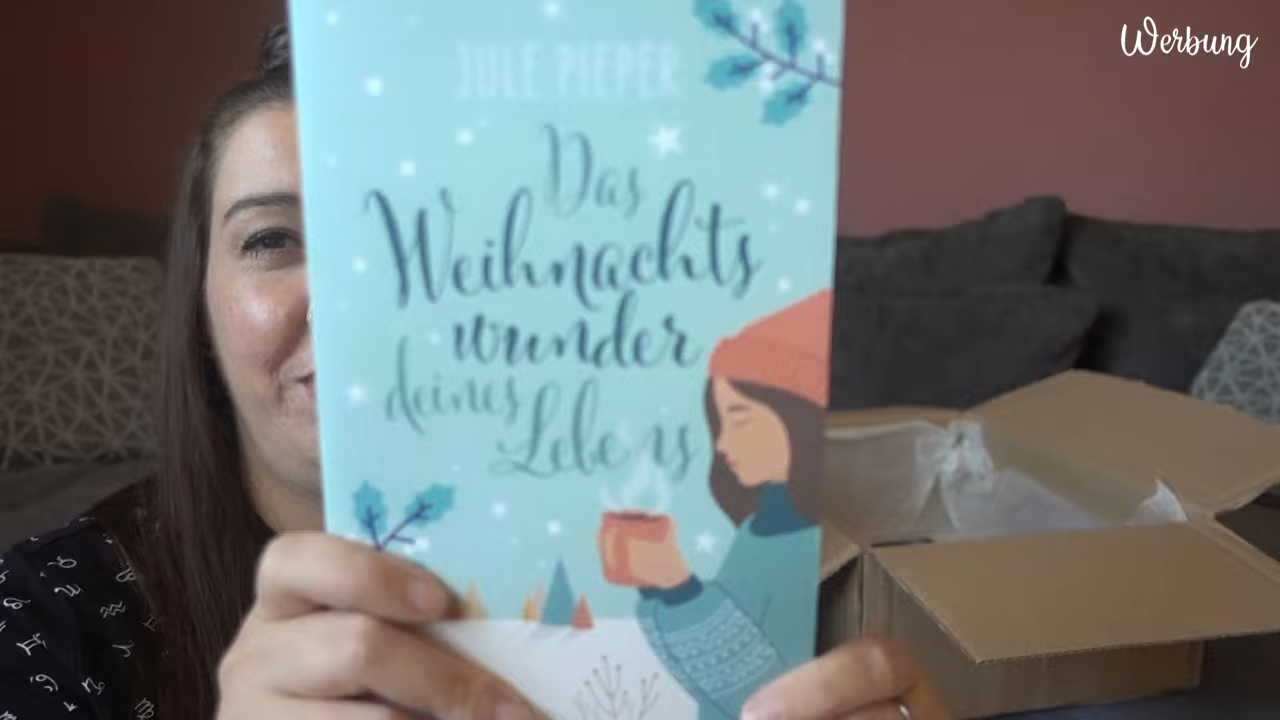 Werbung
JULE PIEPER
Das
Weihnachts
wunder
deines
Lebens